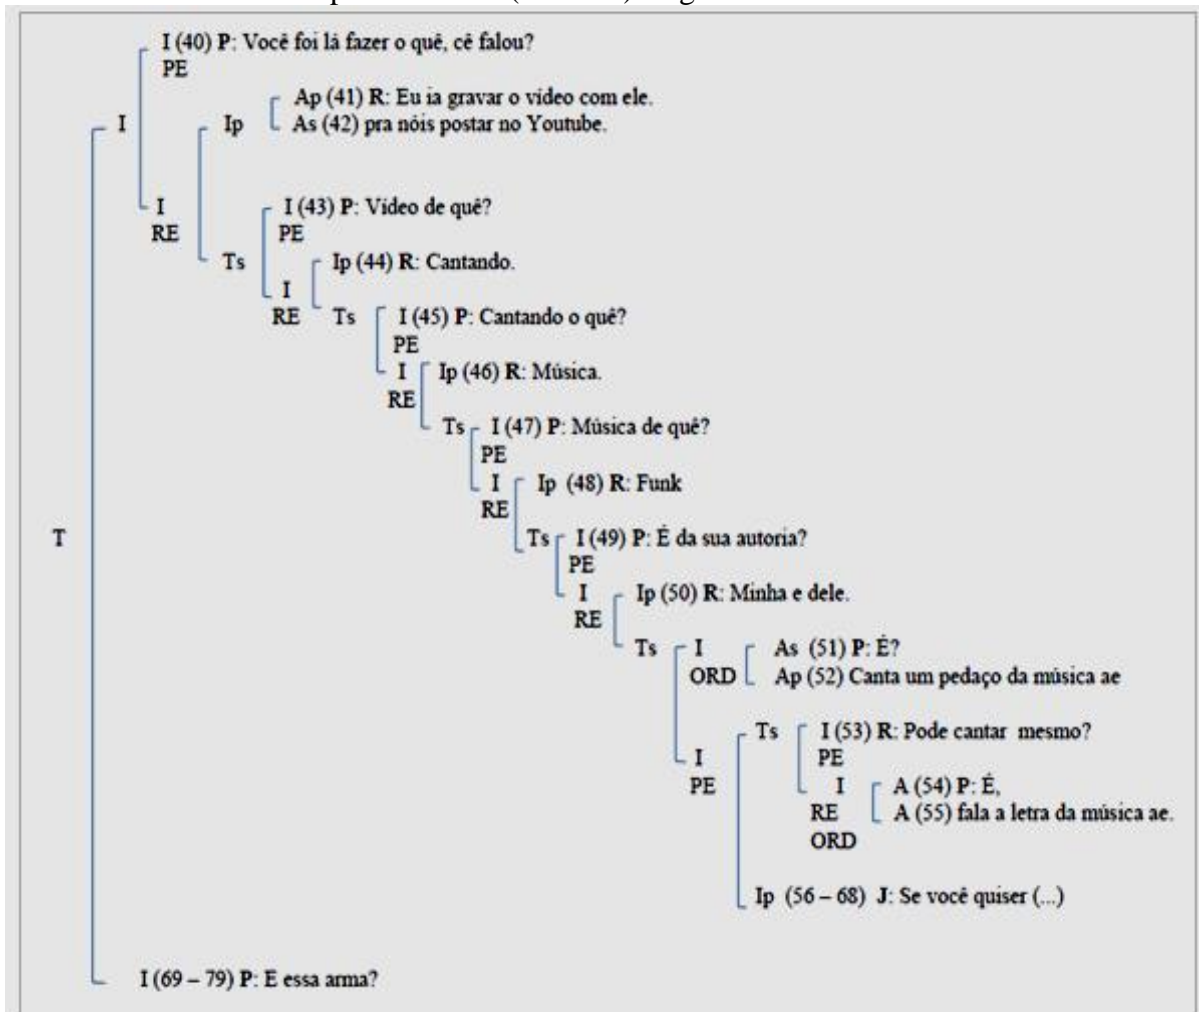 I (40) P: Você foi lá fazer o quê, cê falou?
PE
Ap (41) R: Eu ia gravar o vídeo com ele.
I
Ip
As (42) pra nóis postar no Youtube.
I
I (43) P: Vídeo de quê?
RE
PE
Ts
Ip (44) R: Cantando.
I
RE
Ts
I (45) P: Cantando o quê?
PE
I
Ip (46) R: Música.
RE
Ts
I (47) P: Música de quê?
PE
I
Ip (48) R: Funk
RE
T
Ts
I (49) P: É da sua autoria?
PE
I
Ip (50) R: Minha e dele.
RE
Ts
I
As (51) P: É?
ORD
Ap (52) Canta um pedaço da música ae
Ts
I (53) R: Pode cantar mesmo?
I
PE
PE
I
A (54) P: É,
RE
A (55) fala a letra da música ae.
ORD
Ip (56 – 68) J: Se você quiser (...)
I (69 – 79) P: E essa arma?